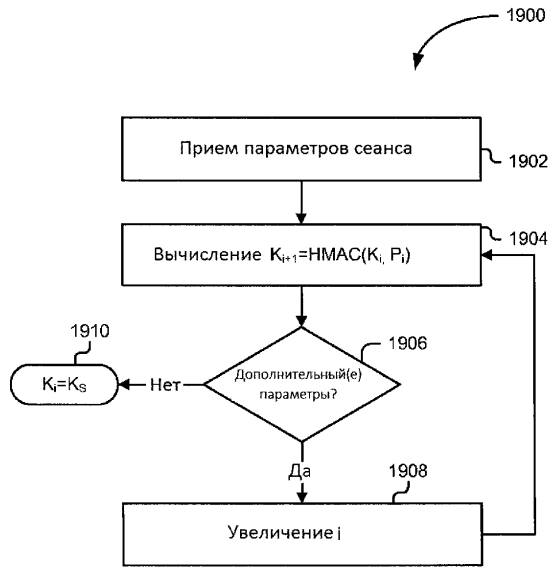 1900
Прием параметров сеанса
1902
1904
Вычисление Ki+1=HMAC(Ki, Pi)
1910
1906
Ki=KS
Нет
Дополнительный(е)
параметры?
Да
1908
Увеличение i